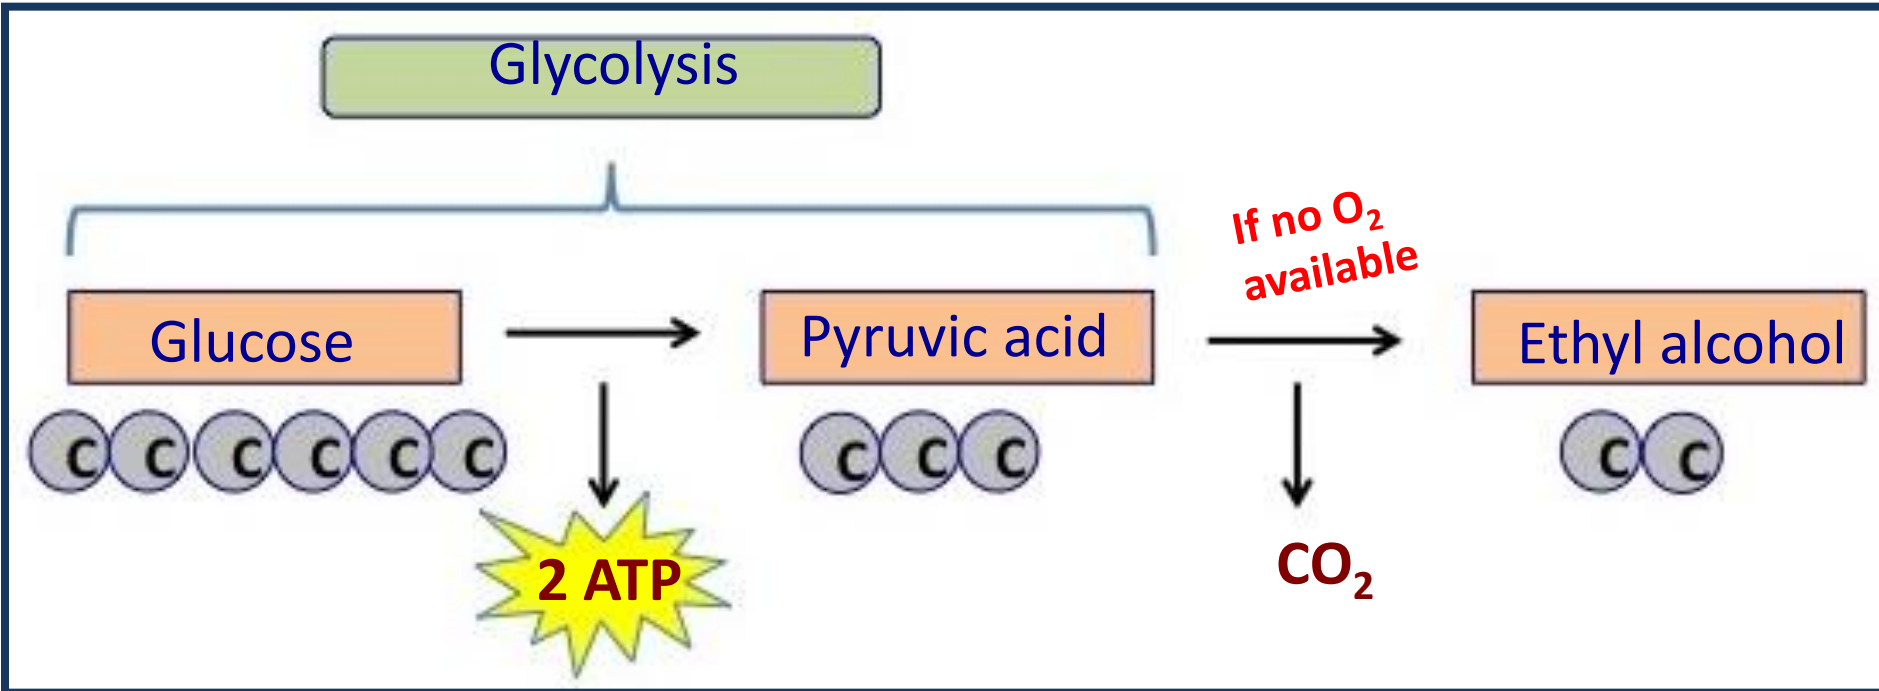 Glycolysis
If no O₂
available
Glucose
Pyruvic acid
Ethyl alcohol
C C C C C C
C C C
C C
2 ATP
CO₂